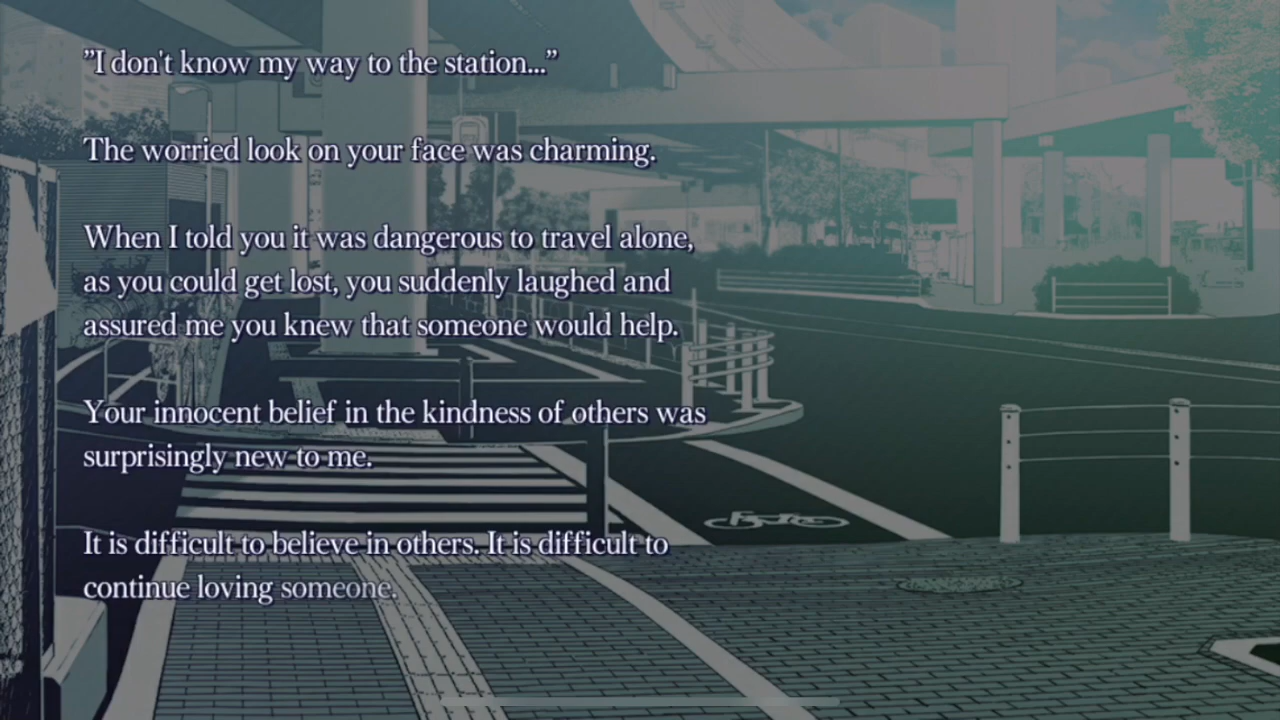 ”I don't know my way to the station...”
The worried look on your face was charming.
When I told you it was dangerous to travel alone,
as you could get lost, you suddenly laughed and
assured me you knew that someone would help.
Your innocent belief in the kindness of others was
surprisingly new to me.
It is difficult to believe in others. It is difficult to
continue loving someone.